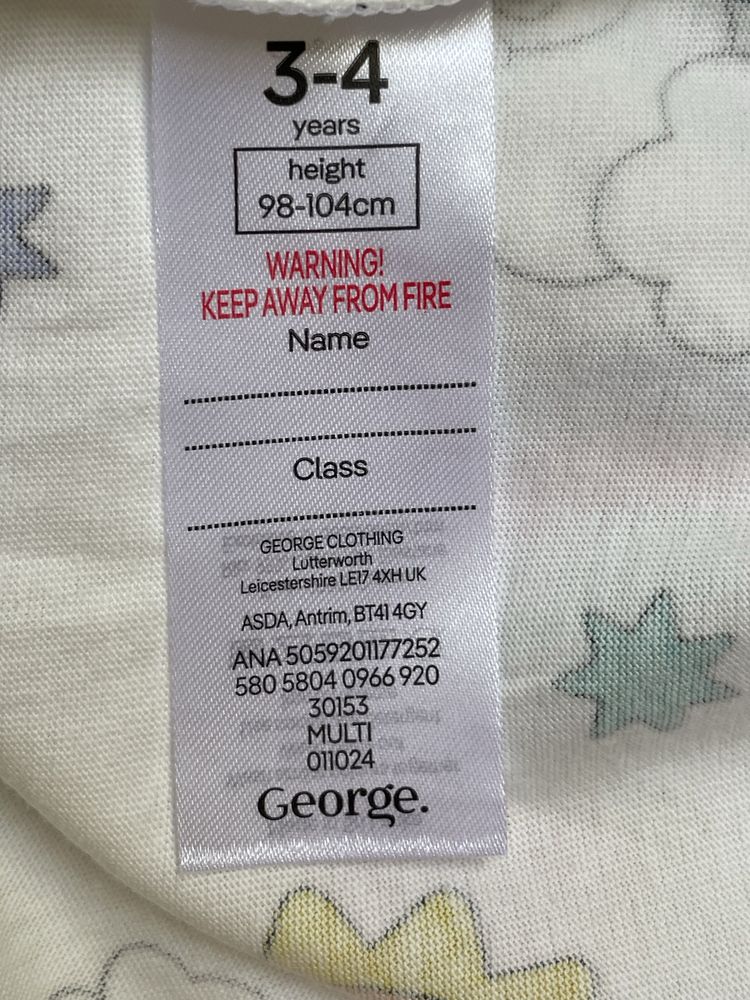 3-4
years
height
98-104cm
WARNING!
KEEP AWAY FROM FIRE
Name
Class
GEORGE CLOTHING
Lutterworth
Leicestershire LE17 4XH UK
ASDA, Antrim, BT41 4GY
ANA 5059201177252
580 5804 0966 920
30153
MULTI
011024
George.